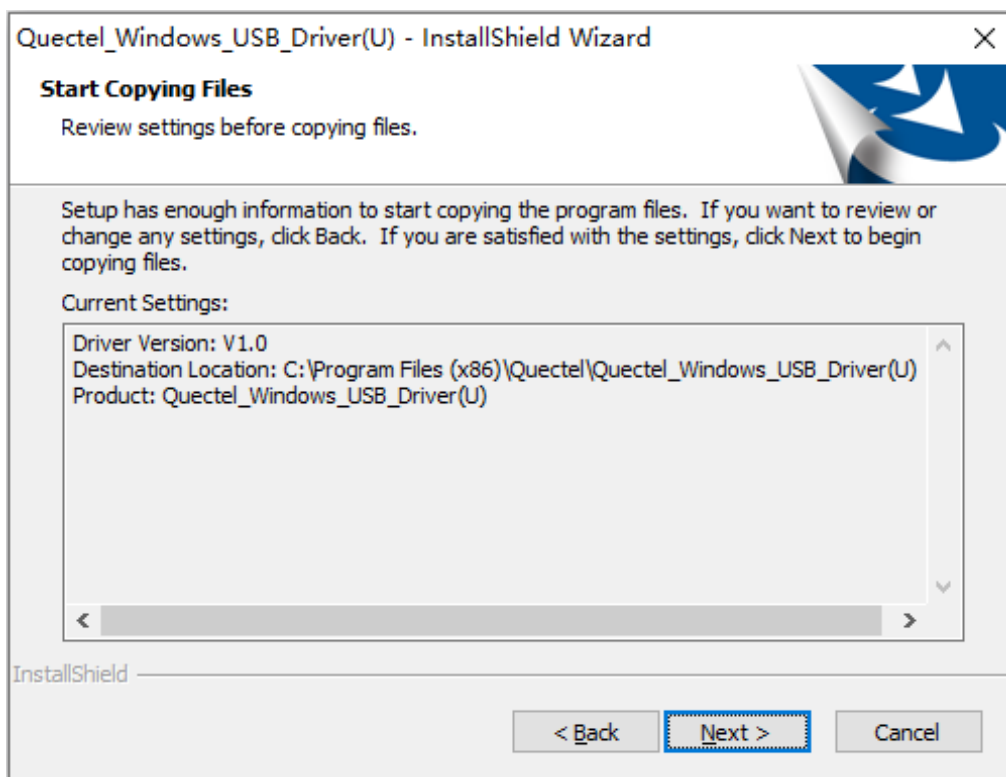 Quectel_Windows_USB_Driver(U) - InstallShield Wizard
Start Copying Files
Review settings before copying files.
Setup has enough information to start copying the program files.  If you want to review or
change any settings, click Back.  If you are satisfied with the settings, click Next to begin
copying files.
Current Settings:
Driver Version: V1.0
Destination Location: C:\Program Files (x86)\Quectel\Quectel_Windows_USB_Driver(U)
Product: Quectel_Windows_USB_Driver(U)
InstallShield
< Back
Next >
Cancel